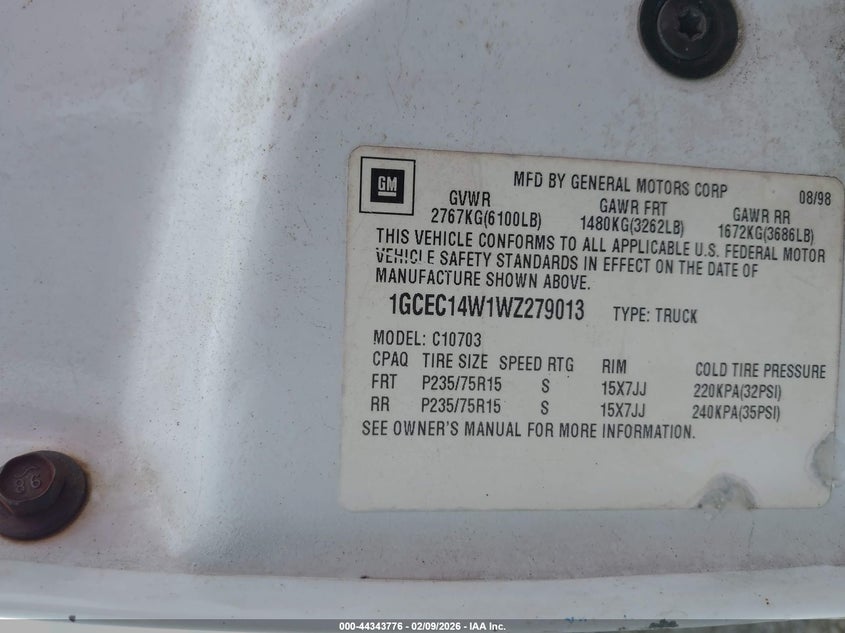 GM
MFD BY GENERAL MOTORS CORP 08/98
GVWR GAWR FRT GAWR RR
2767KG(6100LB) 1480KG(3262LB) 1672KG(3686LB)
THIS VEHICLE CONFORMS TO ALL APPLICABLE U.S. FEDERAL MOTOR
VEHICLE SAFETY STANDARDS IN EFFECT ON THE DATE OF
MANUFACTURE SHOWN ABOVE.
1GCEC14W1WZ279013 TYPE: TRUCK
MODEL: C10703
CPAQ TIRE SIZE SPEED RTG RIM COLD TIRE PRESSURE
FRT P235/75R15 S 15X7JJ 220KPA(32PSI)
RR P235/75R15 S 15X7JJ 240KPA(35PSI)
SEE OWNER'S MANUAL FOR MORE INFORMATION.
000-44343776 - 02/09/2026 - IAA Inc.